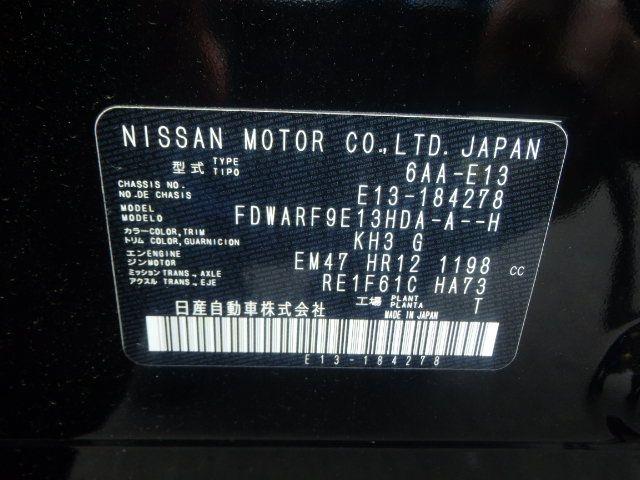 NISSAN MOTOR CO.,LTD. JAPAN
型式 TYPE TIPO 6AA-E13
CHASSIS NO. NO.DE CHASIS E13-184278
MODEL MODELO FDWARF9E13HDA-A--H
カラー COLOR,TRIM トリム COLOR,GUARNICION KH3 G
エンジン ENGINE MOTOR EM47 HR12 1198 CC
ミッション TRANS.,AXLE アクスル TRANS.,EJE RE1F61C HA73
工場 PLANT PLANTA T
日産自動車株式会社 MADE IN JAPAN
E13-184278